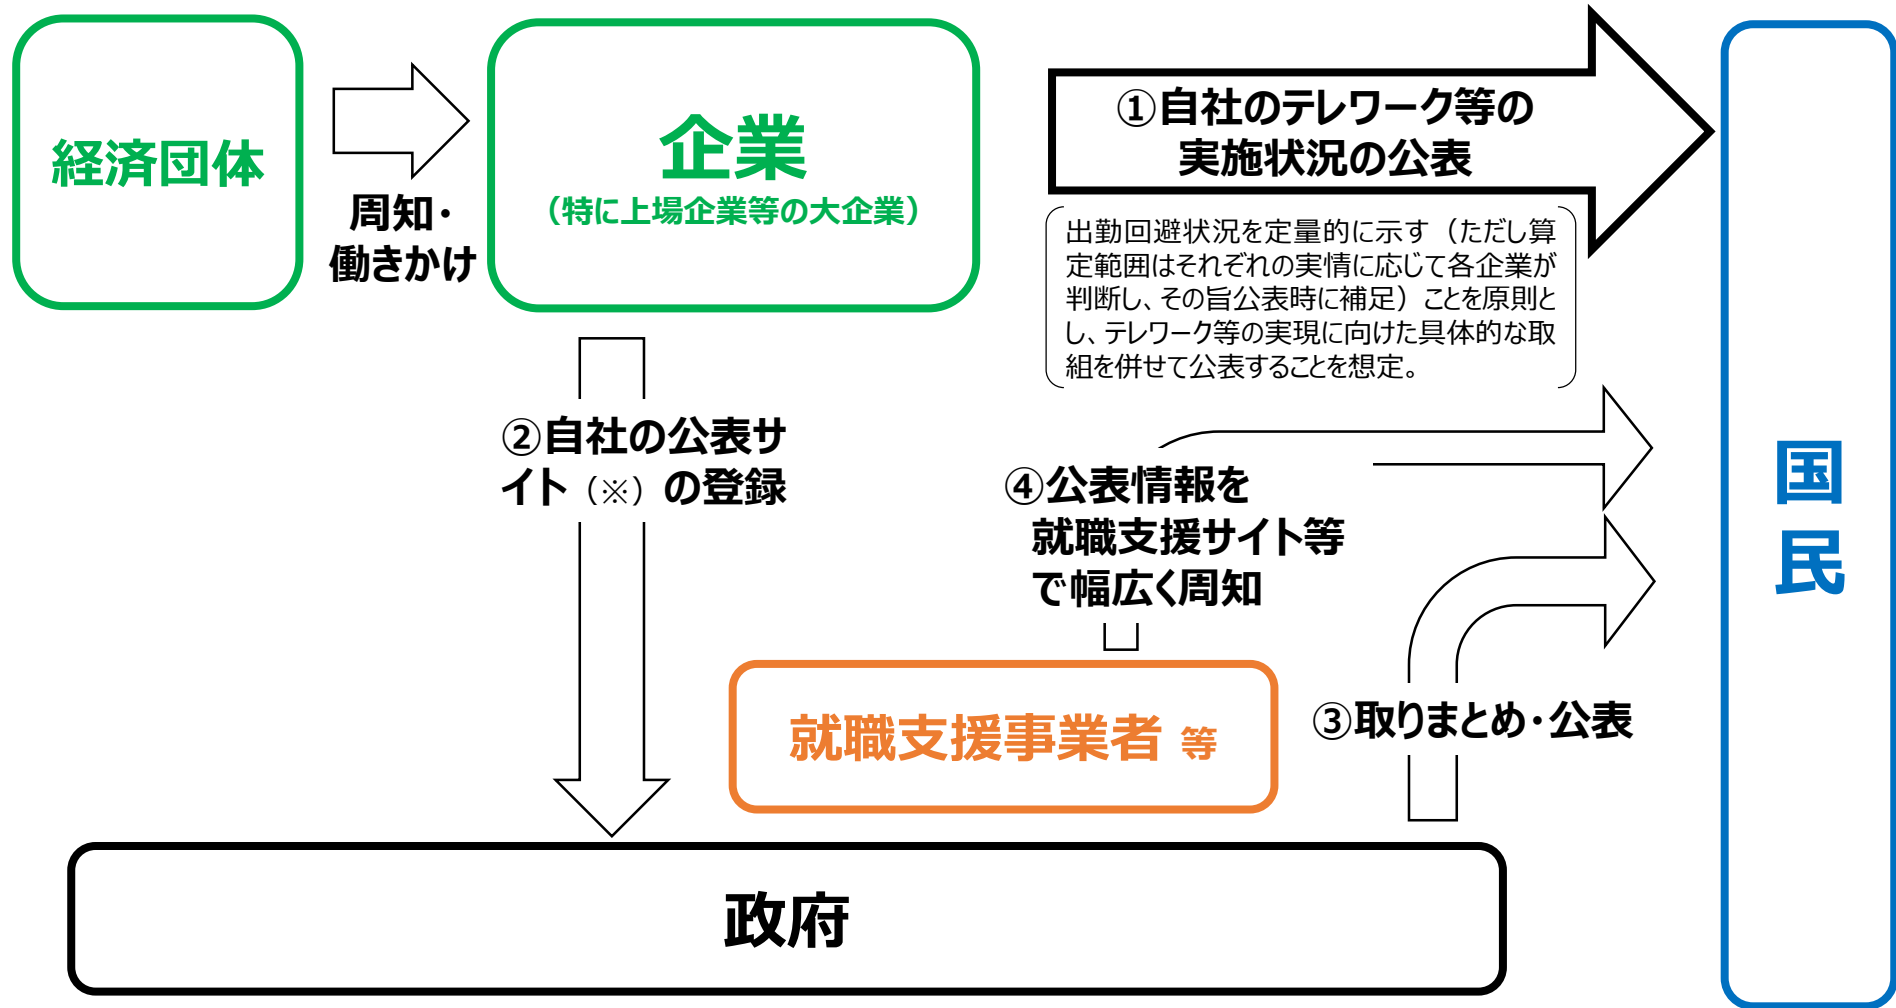 経済団体
周知・
働きかけ
企業
（特に上場企業等の大企業）
①自社のテレワーク等の
実施状況の公表
出勤回避状況を定量的に示す（ただし算
定範囲はそれぞれの実情に応じて各企業が
判断し、その旨公表時に補足）ことを原則と
し、テレワーク等の実現に向けた具体的な取
組を併せて公表することを想定。
②自社の公表サ
イト（※）の登録
④公表情報を
就職支援サイト等
で幅広く周知
就職支援事業者 等
③取りまとめ・公表
政府
国
民